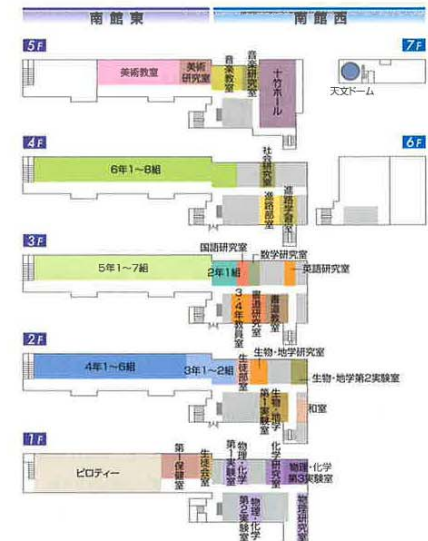 南館東
南館西
5F
美術教室
美術研究室
音楽教室
音楽研究室
十竹ホール
7F
天文ドーム
4F
6年1〜8組
社会研究室
進路部室
進路学習室
6F
3F
国語研究室
数学研究室
5年1〜7組
2年1組
英語研究室
3・4年教員室
書道研究室
書道教室
2F
生物・地学研究室
4年1〜6組
3年1〜2組
生徒部室
生物・地学第2実験室
生物・地学第1実験室
和室
1F
ピロティー
第一保健室
生徒会室
物理・化学第1実験室
化学研究室
物理・化学第3実験室
物理・化学第2実験室
物理研究室